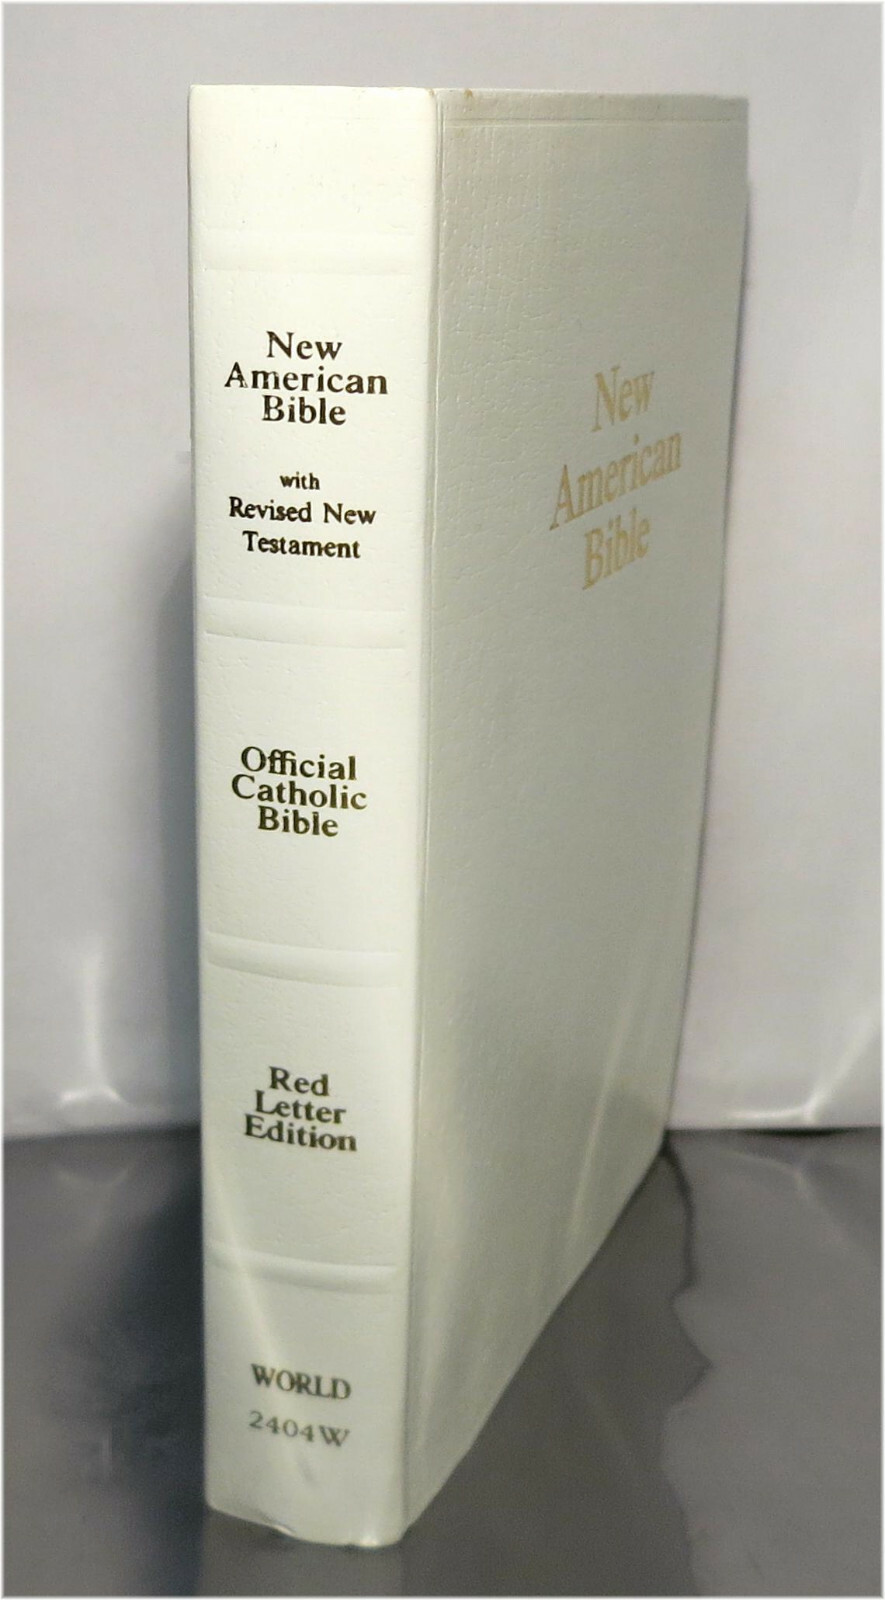 New
American
Bible
with
Revised New
Testament
Official
Catholic
Bible
Red
Letter
Edition
WORLD
2404W
New
American
Bible